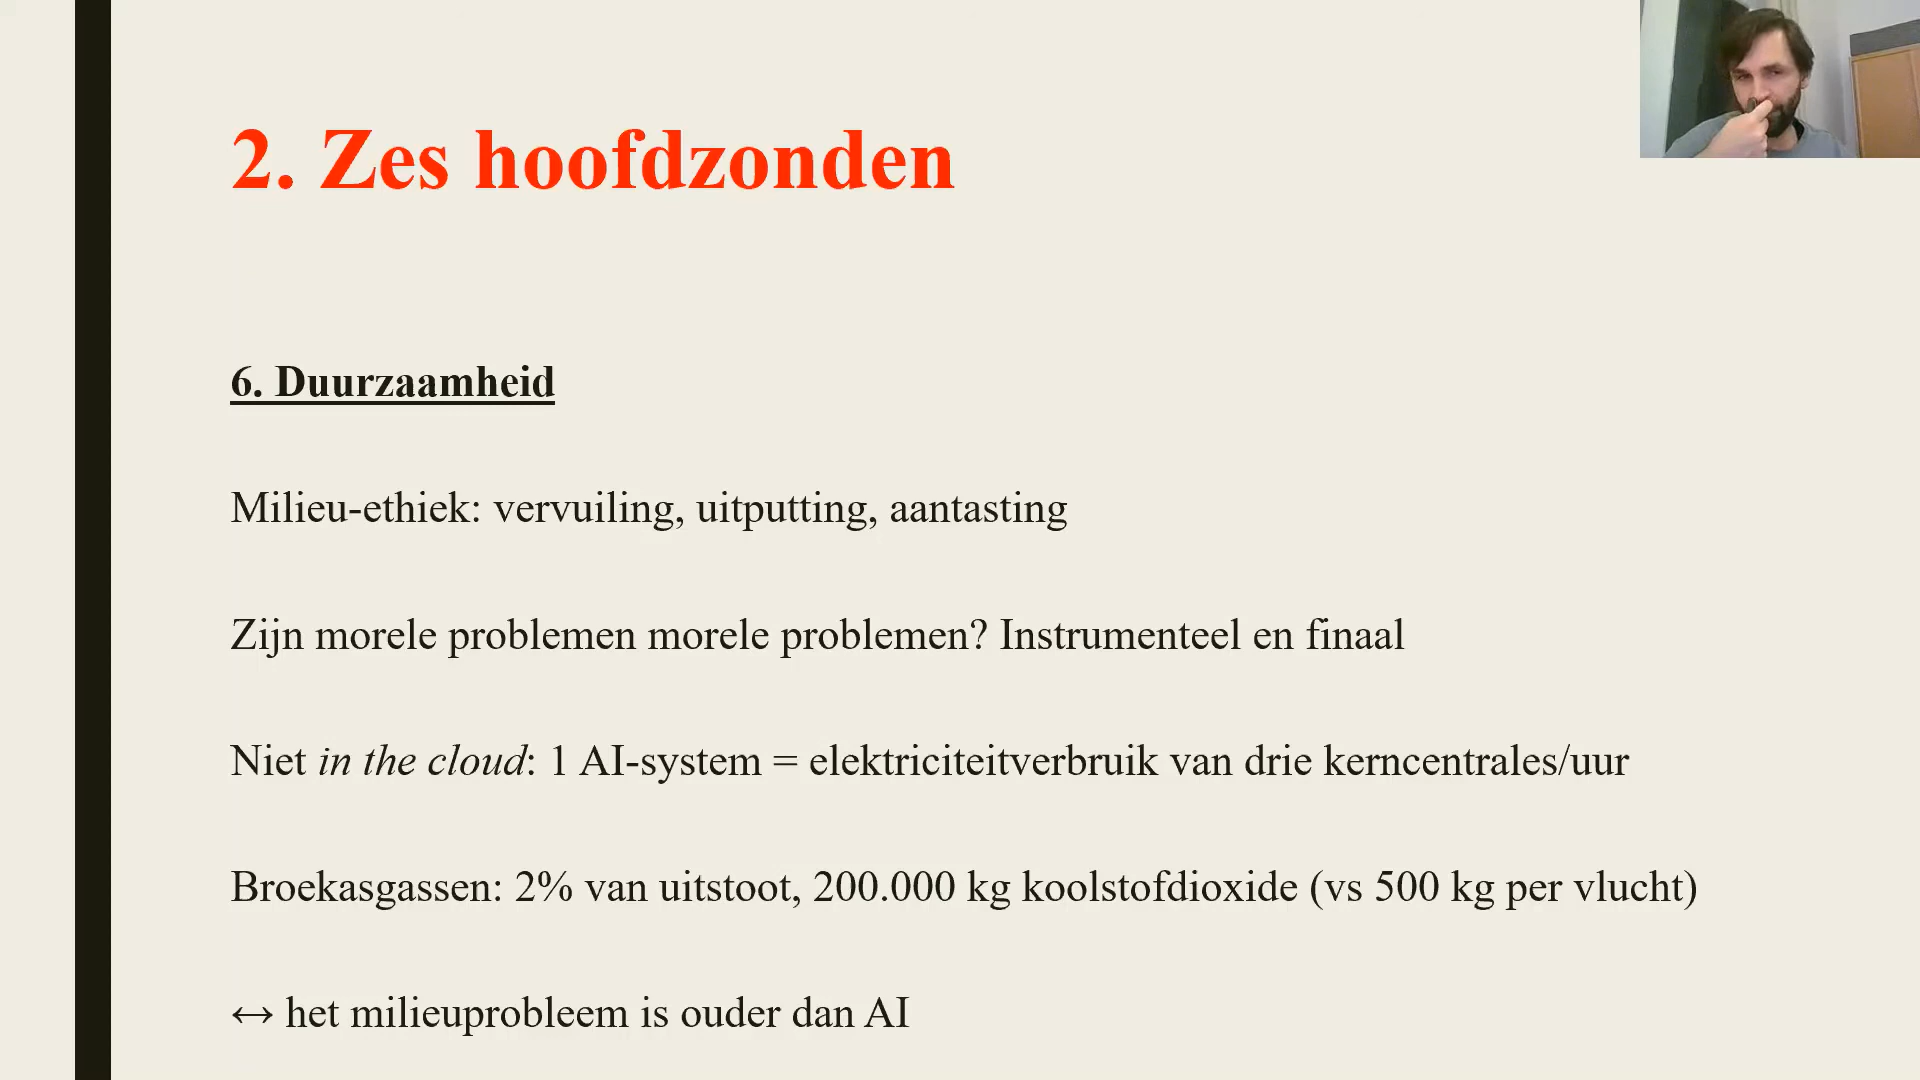 2. Zes hoofdzonden
6. Duurzaamheid
Milieu-ethiek: vervuiling, uitputting, aantasting
Zijn morele problemen morele problemen? Instrumenteel en finaal
Niet in the cloud: 1 AI-system = elektriciteitverbruik van drie kerncentrales/uur
Broekasgassen: 2% van uitstoot, 200.000 kg koolstofdioxide (vs 500 kg per vlucht)
↔ het milieuprobleem is ouder dan AI